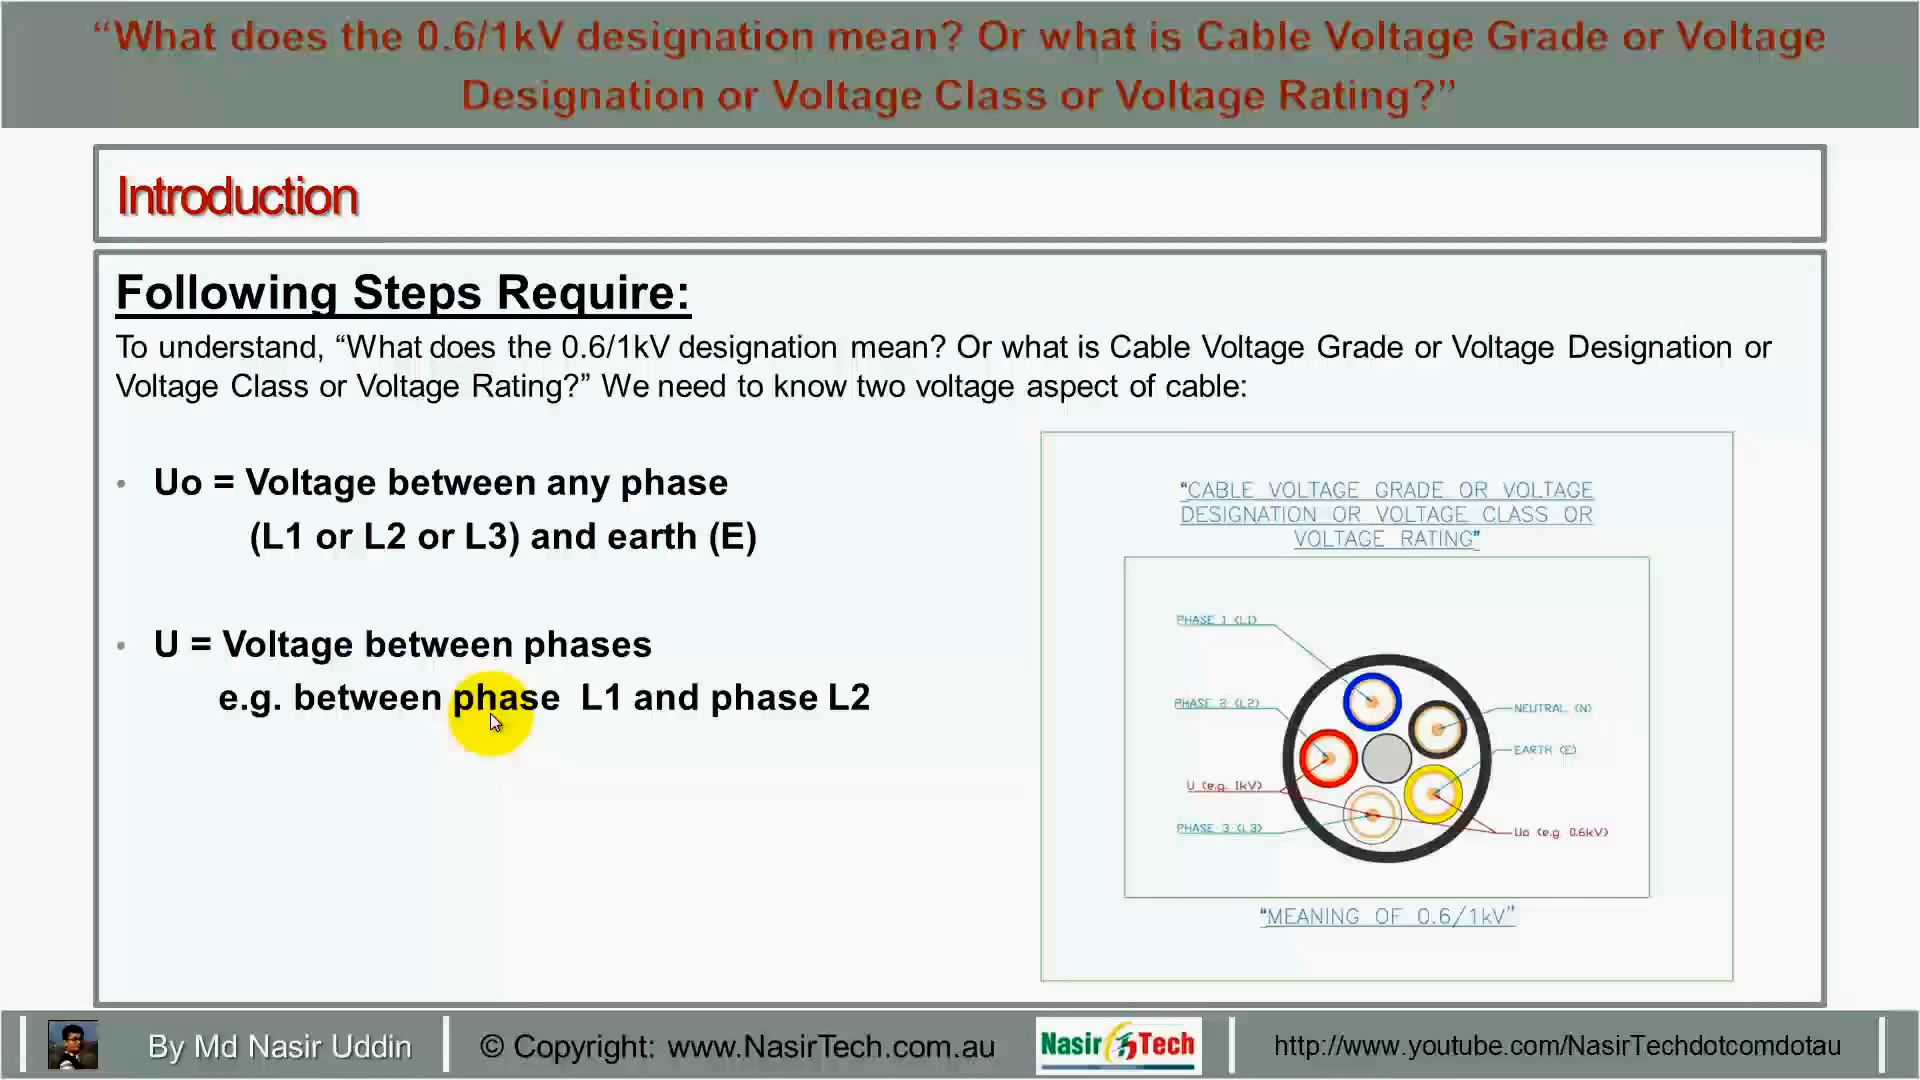 “What does the 0.6/1kV designation mean? Or what is Cable Voltage Grade or Voltage
Designation or Voltage Class or Voltage Rating?”
Introduction
Following Steps Require:
To understand, “What does the 0.6/1kV designation mean? Or what is Cable Voltage Grade or Voltage Designation or
Voltage Class or Voltage Rating?” We need to know two voltage aspect of cable:
• Uo = Voltage between any phase
(L1 or L2 or L3) and earth (E)
• U = Voltage between phases
e.g. between phase L1 and phase L2
“CABLE VOLTAGE GRADE OR VOLTAGE
DESIGNATION OR VOLTAGE CLASS OR
VOLTAGE RATING”
PHASE 1 (L1)
PHASE 2 (L2)
NEUTRAL (N)
EARTH (E)
U (e.g. 1kV)
PHASE 3 (L3)
Uo (e.g. 0.6kV)
“MEANING OF 0.6/1kV”
By Md Nasir Uddin
© Copyright: www.NasirTech.com.au
Nasir Tech
http://www.youtube.com/NasirTechdotcomdotau